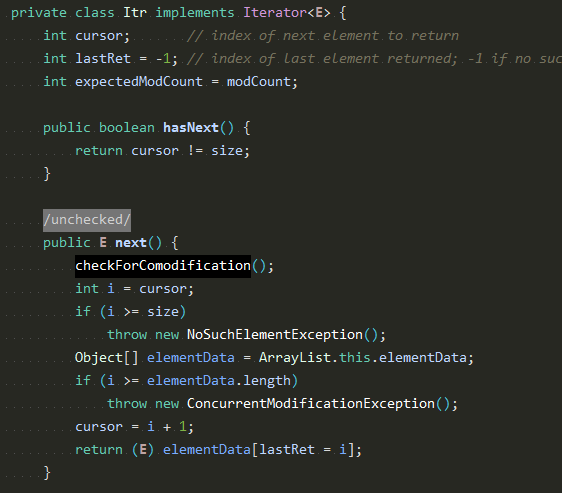 private class Itr implements Iterator<E> {
int cursor; // index of next element to return
int lastRet = -1; // index of last element returned; -1 if no
int expectedModCount = modCount;
public boolean hasNext() {
return cursor != size;
}
/unchecked/
public E next() {
checkForComodification();
int i = cursor;
if (i >= size)
throw new NoSuchElementException();
Object[] elementData = ArrayList.this.elementData;
if (i >= elementData.length)
throw new ConcurrentModificationException();
cursor = i + 1;
return (E) elementData[lastRet = i];
}